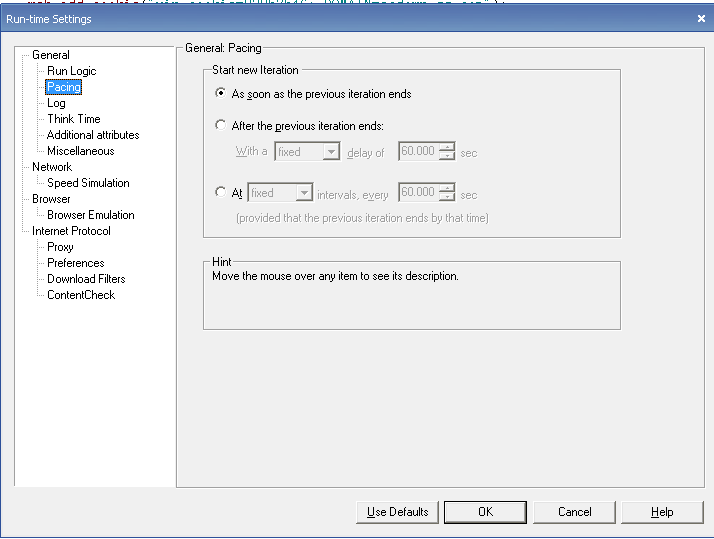 Run-time Settings
General
Run Logic
Pacing
Log
Think Time
Additional attributes
Miscellaneous
Network
Speed Simulation
Browser
Browser Emulation
Internet Protocol
Proxy
Preferences
Download Filters
ContentCheck
General: Pacing
Start new Iteration
As soon as the previous iteration ends
After the previous iteration ends:
With a fixed delay of 60.000 sec
At fixed intervals, every 60.000 sec
(provided that the previous iteration ends by that time)
Hint
Move the mouse over any item to see its description.
Use Defaults OK Cancel Help